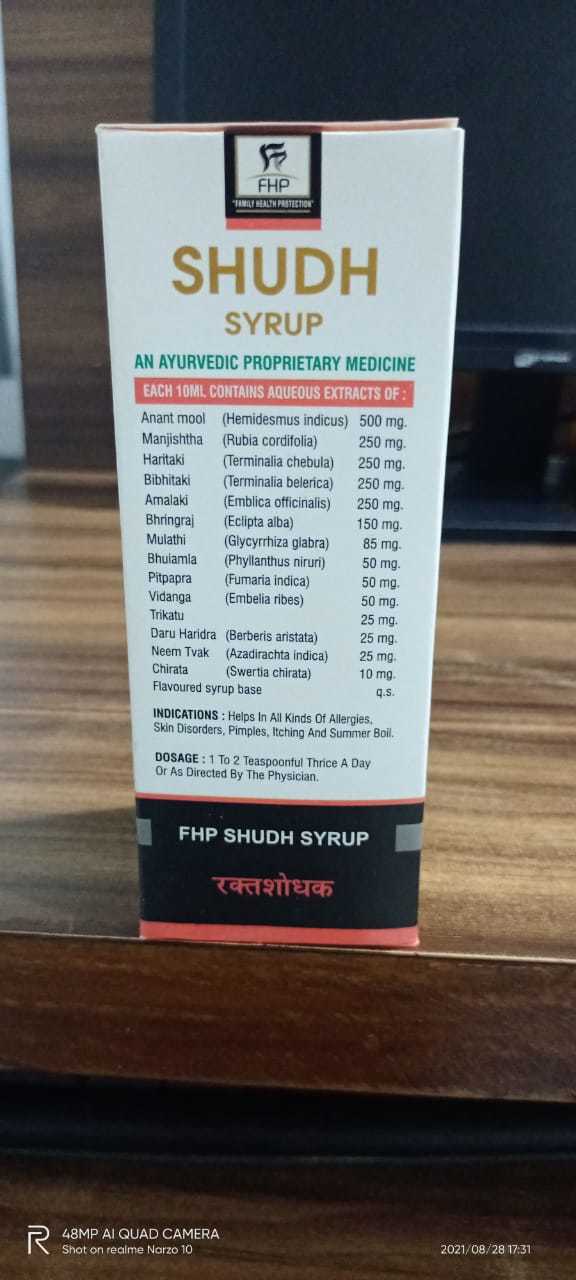 FHP
"FAMILY HEALTH PROTECTION"
SHUDH
SYRUP
AN AYURVEDIC PROPRIETARY MEDICINE
EACH 10ML CONTAINS AQUEOUS EXTRACTS OF :
Anant mool (Hemidesmus indicus) 500 mg.
Manjishtha (Rubia cordifolia) 250 mg.
Haritaki (Terminalia chebula) 250 mg.
Bibhitaki (Terminalia belerica) 250 mg.
Amalaki (Emblica officinalis) 250 mg.
Bhringraj (Eclipta alba) 150 mg.
Mulathi (Glycyrrhiza glabra) 85 mg.
Bhuiamla (Phyllanthus niruri) 50 mg.
Pitpapra (Fumaria indica) 50 mg.
Vidanga (Embelia ribes) 50 mg.
Trikatu 25 mg.
Daru Haridra (Berberis aristata) 25 mg.
Neem Tvak (Azadirachta indica) 25 mg.
Chirata (Swertia chirata) 10 mg.
Flavoured syrup base q.s.
INDICATIONS : Helps In All Kinds Of Allergies,
Skin Disorders, Pimples, Itching And Summer Boil.
DOSAGE : 1 To 2 Teaspoonful Thrice A Day
Or As Directed By The Physician.
FHP SHUDH SYRUP
रक्तशोधक
48MP AI QUAD CAMERA
Shot on realme Narzo 10
2021/08/28 17:31